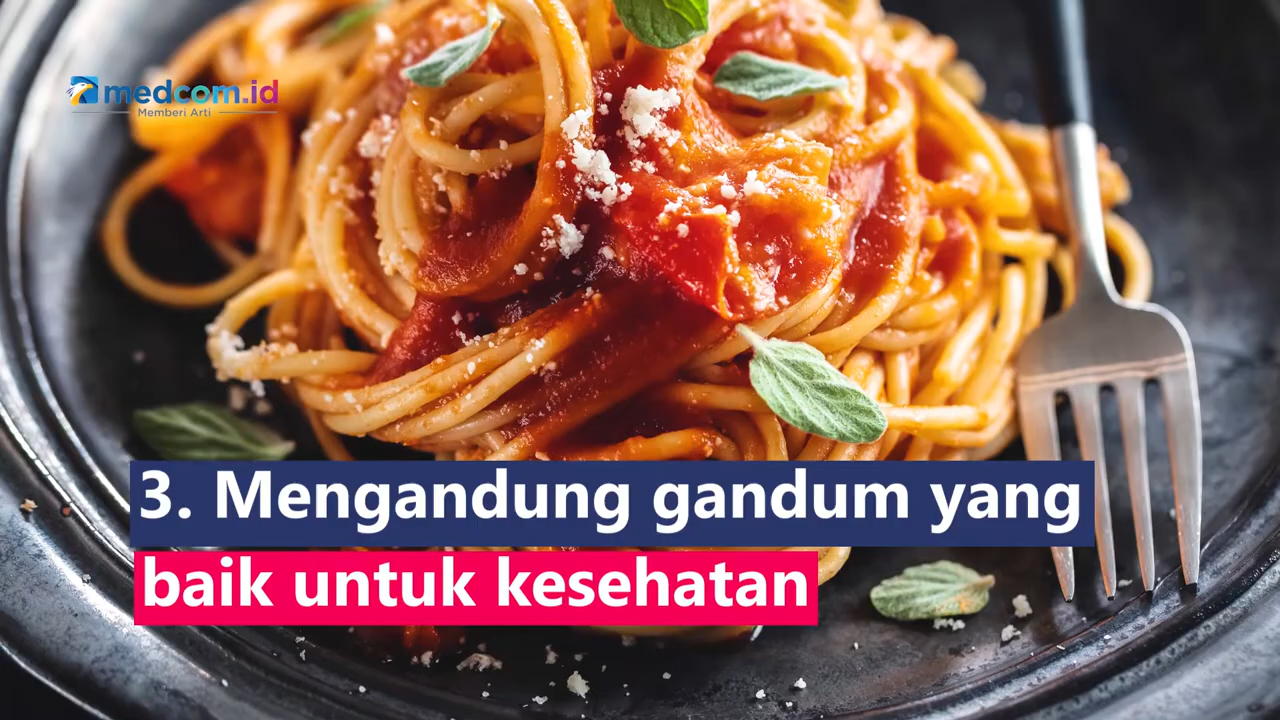 medcom.id
Memberi Arti
3. Mengandung gandum yang
baik untuk kesehatan